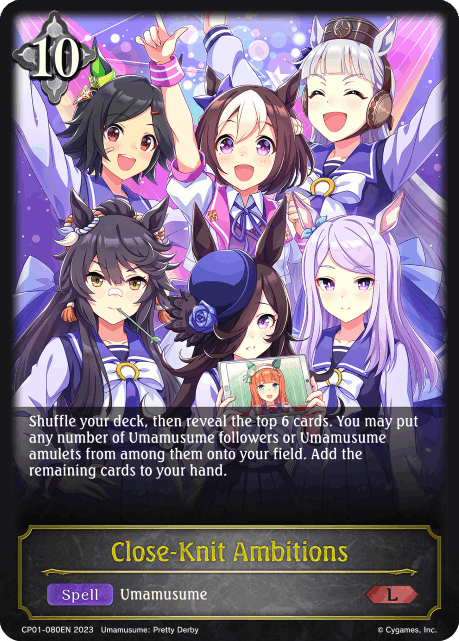 10
Shuffle your deck, then reveal the top 6 cards. You may put
any number of Umamusume followers or Umamusume
amulets from among them onto your field. Add the
remaining cards to your hand.
Close-Knit Ambitions
Spell Umamusume L
CP01-080EN 2023 Umamusume: Pretty Derby © Cygames, Inc.